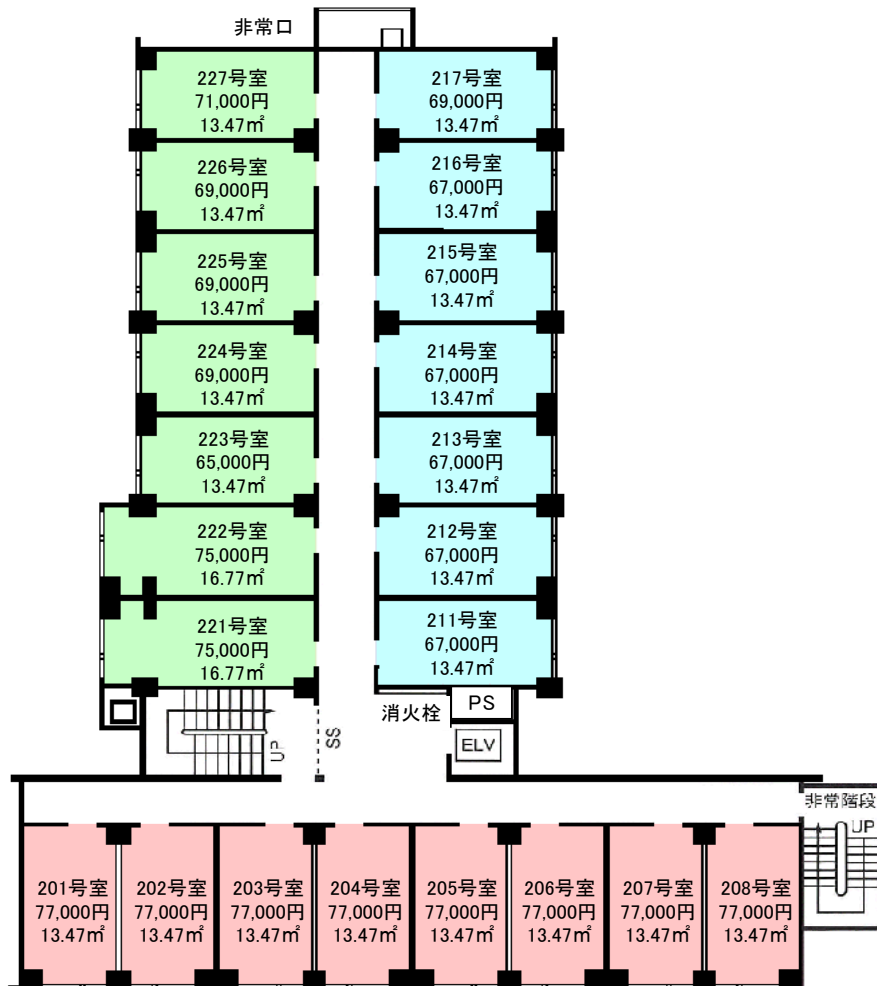 非常口
227号室
71,000円
13.47㎡
217号室
69,000円
13.47㎡
226号室
69,000円
13.47㎡
216号室
67,000円
13.47㎡
225号室
69,000円
13.47㎡
215号室
67,000円
13.47㎡
224号室
69,000円
13.47㎡
214号室
67,000円
13.47㎡
223号室
65,000円
13.47㎡
213号室
67,000円
13.47㎡
222号室
75,000円
16.77㎡
212号室
67,000円
13.47㎡
221号室
75,000円
16.77㎡
211号室
67,000円
13.47㎡
消火栓
PS
UP
SS
ELV
非常階段
UP
201号室
77,000円
13.47㎡
202号室
77,000円
13.47㎡
203号室
77,000円
13.47㎡
204号室
77,000円
13.47㎡
205号室
77,000円
13.47㎡
206号室
77,000円
13.47㎡
207号室
77,000円
13.47㎡
208号室
77,000円
13.47㎡